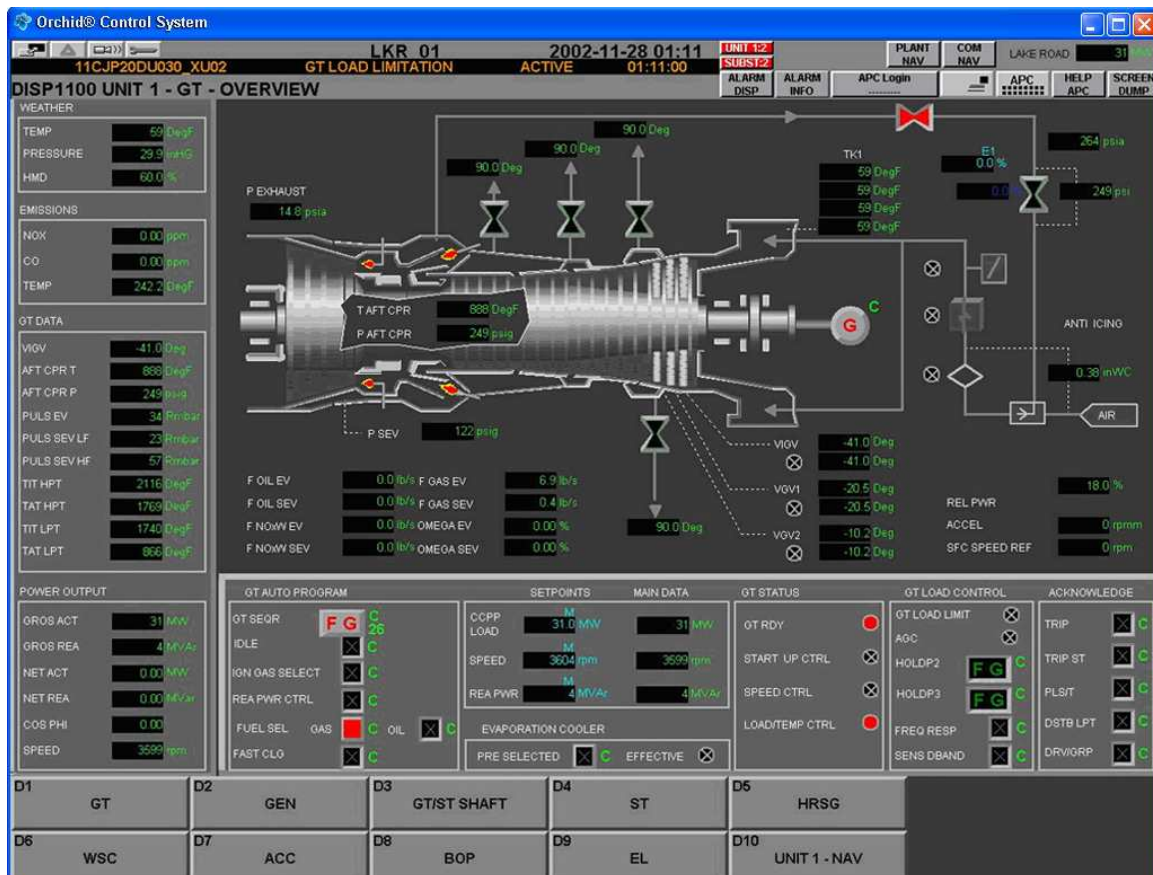 Orchid® Control System
LKR 01 2002-11-28 01:11 UNIT 1:2 PLANT NAV COM NAV LAKE ROAD 31 MW
SUBST:2
11CJP20DU030_XU02 GT LOAD LIMITATION ACTIVE 01:11:00
DISP1100 UNIT 1 - GT - OVERVIEW ALARM DISP ALARM INFO APC Login --------- APC HELP APC SCREEN DUMP
WEATHER
TEMP 59 DegF
PRESSURE 29.9 inHG
HMD 60.0 %
EMISSIONS
NOX 0.00 ppm
CO 0.00 ppm
TEMP 242.2 DegF
GT DATA
VIGV -41.0 Deg
AFT CPR T 888 DegF
AFT CPR P 249 psig
PULS EV 34 Rmbar
PULS SEV LF 23 Rmbar
PULS SEV HF 57 Rmbar
TIT HPT 2116 DegF
TAT HPT 1769 DegF
TIT LPT 1740 DegF
TAT LPT 866 DegF
POWER OUTPUT
GROS ACT 31 MW
GROS REA 4 MVAr
NET ACT 0.00 MW
NET REA 0.00 MVar
COS PHI 0.00
SPEED 3599 rpm
P EXHAUST
14.8 psia
90.0 Deg
90.0 Deg
90.0 Deg
TK1
59 DegF
59 DegF
59 DegF
59 DegF
E1
0.0 %
0.0 %
264 psia
249 psi
T AFT CPR 888 DegF
P AFT CPR 249 psig
G C
ANTI ICING
0.38 inWC
AIR
P SEV 122 psig
F OIL EV 0.0 lb/s F GAS EV 6.9 lb/s
F OIL SEV 0.0 lb/s F GAS SEV 0.4 lb/s
F NOxW EV 0.0 lb/s OMEGA EV 0.00 %
F NOxW SEV 0.0 lb/s OMEGA SEV 0.00 %
90.0 Deg
VIGV -41.0 Deg
-41.0 Deg
VGV1 -20.5 Deg
-20.5 Deg
VGV2 -10.2 Deg
-10.2 Deg
18.0 %
REL PWR
ACCEL 0 rpmm
SFC SPEED REF 0 rpm
GT AUTO PROGRAM
GT SEQR F G C
26
IDLE C
IGN GAS SELECT C
REA PWR CTRL C
FUEL SEL GAS C OIL C
FAST CLG C
SETPOINTS MAIN DATA
CCPP LOAD M 31.0 MW 31 MW
SPEED M 3604 rpm 3599 rpm
REA PWR M 4 MVAr 4 MVAr
EVAPORATION COOLER
PRE SELECTED C EFFECTIVE
GT STATUS
GT RDY
START UP CTRL
SPEED CTRL
LOAD/TEMP CTRL
GT LOAD CONTROL
GT LOAD LIMIT
AGC
HOLDP2 F G C
HOLDP3 F G C
FREQ RESP C
SENS DBAND C
ACKNOWLEDGE
TRIP C
TRIP ST C
PLS/T C
DSTB LPT C
DRV/GRP C
D1 GT D2 GEN D3 GT/ST SHAFT D4 ST D5 HRSG
D6 WSC D7 ACC D8 BOP D9 EL D10 UNIT 1 - NAV